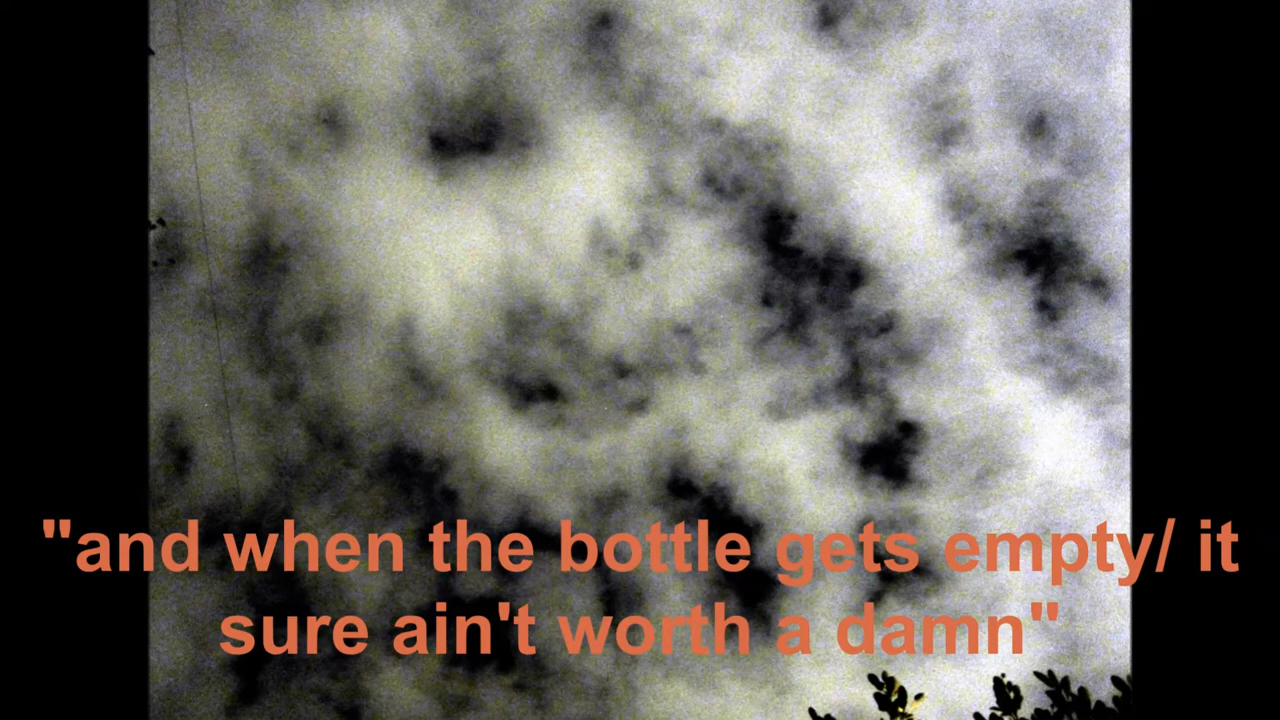 "and when the bottle gets empty/ it
sure ain't worth a damn"